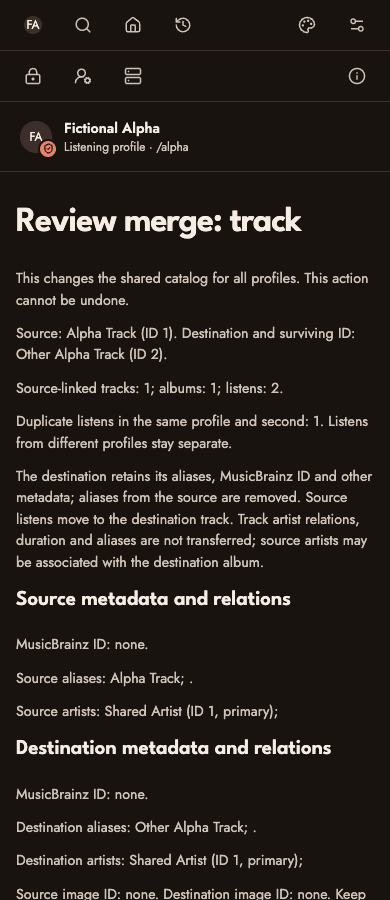 FA
FA
Fictional Alpha
Listening profile · /alpha
Review merge: track
This changes the shared catalog for all profiles. This action
cannot be undone.
Source: Alpha Track (ID 1). Destination and surviving ID:
Other Alpha Track (ID 2).
Source-linked tracks: 1; albums: 1; listens: 2.
Duplicate listens in the same profile and second: 1. Listens
from different profiles stay separate.
The destination retains its aliases, MusicBrainz ID and other
metadata; aliases from the source are removed. Source
listens move to the destination track. Track artist relations,
duration and aliases are not transferred; source artists may
be associated with the destination album.
Source metadata and relations
MusicBrainz ID: none.
Source aliases: Alpha Track; .
Source artists: Shared Artist (ID 1, primary);
Destination metadata and relations
MusicBrainz ID: none.
Destination aliases: Other Alpha Track; .
Destination artists: Shared Artist (ID 1, primary);
Source image ID: none. Destination image ID: none. Keep